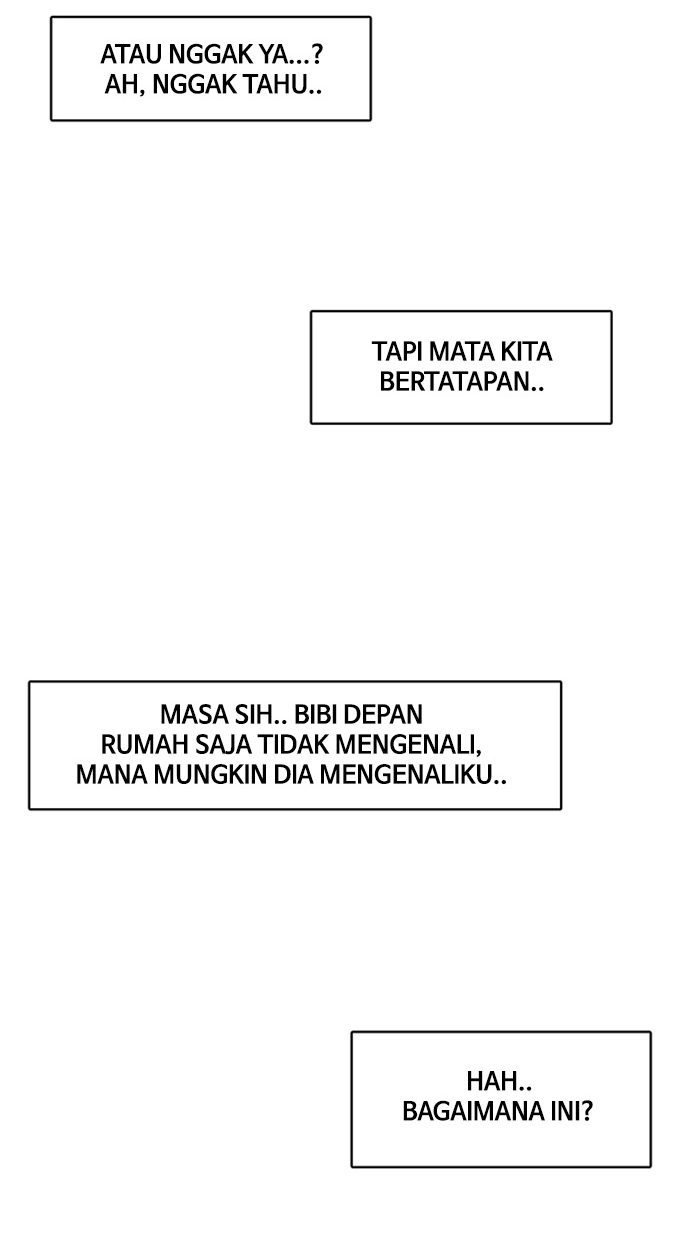 ATAU NGGAK YA...?
AH, NGGAK TAHU..
TAPI MATA KITA
BERTATAPAN..
MASA SIH.. BIBI DEPAN
RUMAH SAJA TIDAK MENGENALI,
MANA MUNGKIN DIA MENGENALIKU..
HAH..
BAGAIMANA INI?